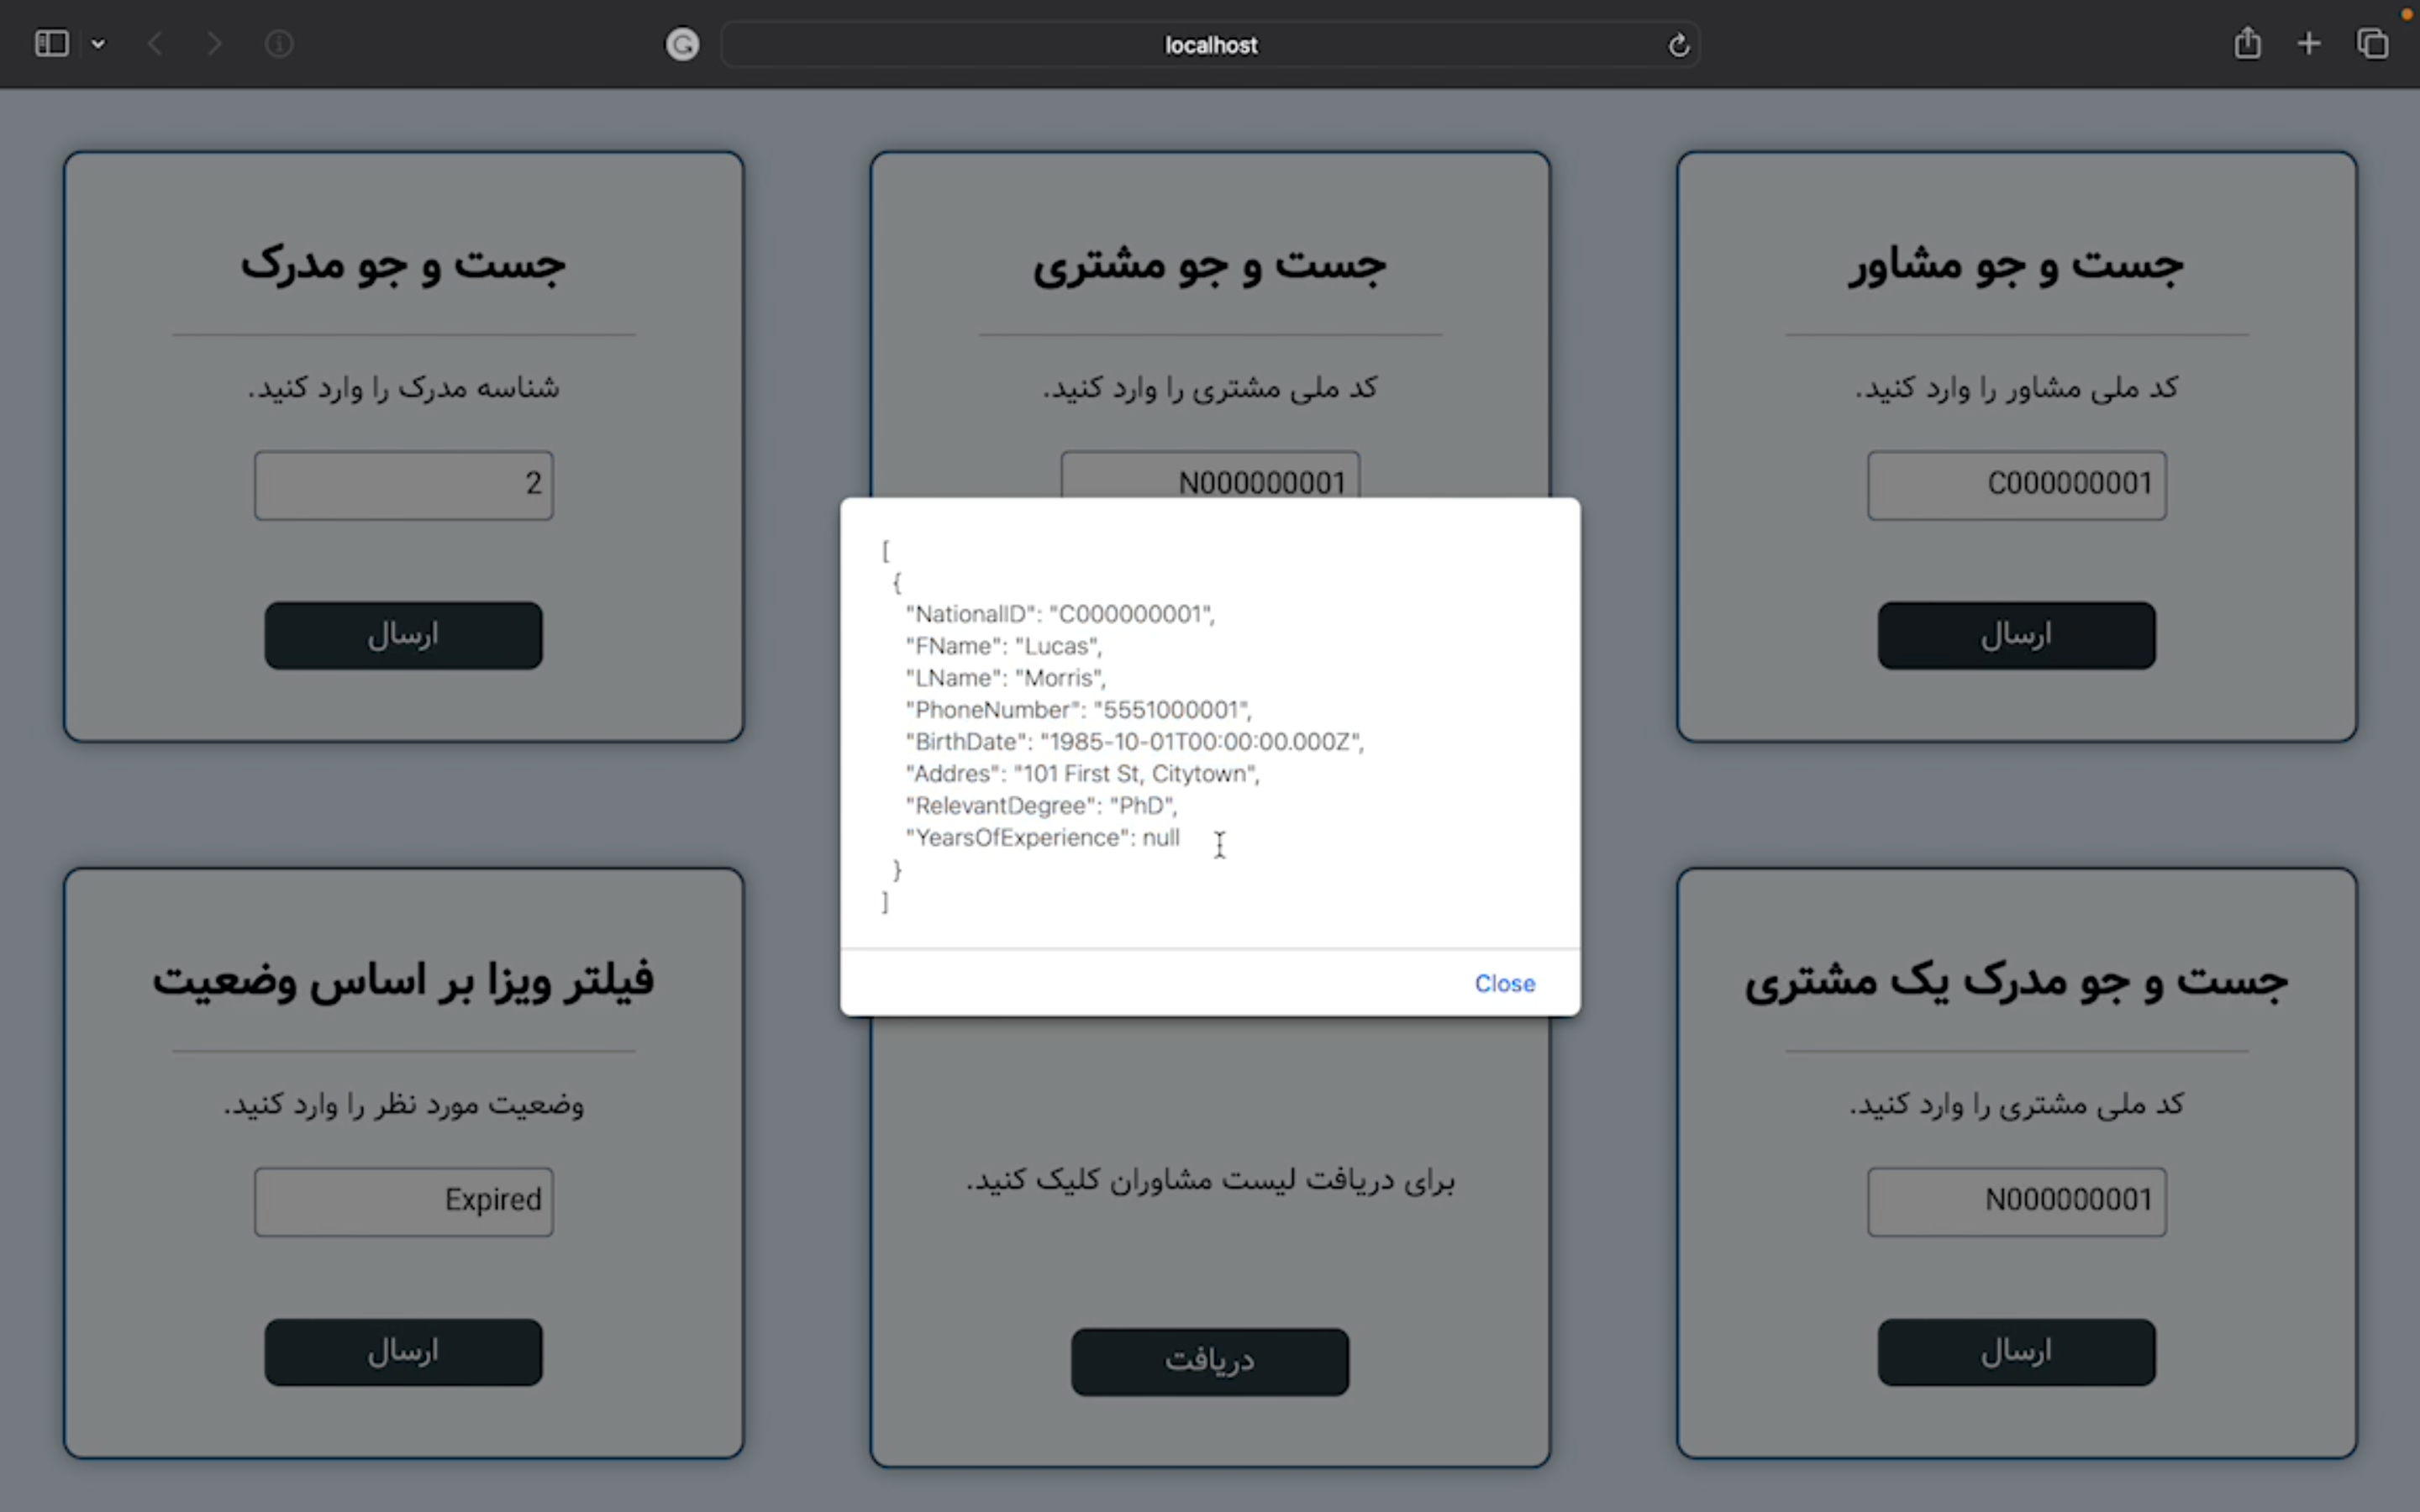 localhost
جست و جو مشاور
کد ملی مشاور را وارد کنید.
C000000001
ارسال
جست و جو مشتری
کد ملی مشتری را وارد کنید.
N000000001
جست و جو مدرک
شناسه مدرک را وارد کنید.
2
ارسال
[
{
"NationalID": "C000000001",
"FName": "Lucas",
"LName": "Morris",
"PhoneNumber": "5551000001",
"BirthDate": "1985-10-01T00:00:00.000Z",
"Addres": "101 First St, Citytown",
"RelevantDegree": "PhD",
"YearsOfExperience": null
}
]
Close
جست و جو مدرک یک مشتری
کد ملی مشتری را وارد کنید.
N000000001
ارسال
برای دریافت لیست مشاوران کلیک کنید.
دریافت
فیلتر ویزا بر اساس وضعیت
وضعیت مورد نظر را وارد کنید.
Expired
ارسال